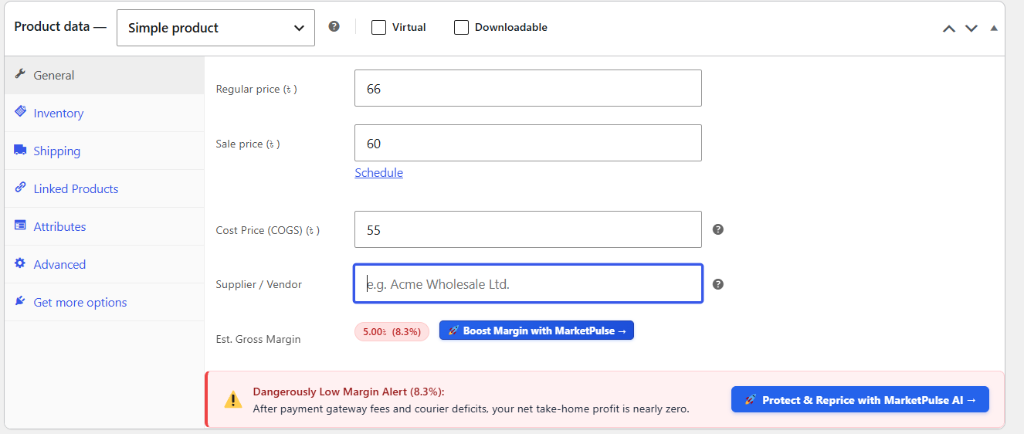 Product data — Simple product Virtual Downloadable
General
Inventory
Shipping
Linked Products
Attributes
Advanced
Get more options
Regular price (৳ ) 66
Sale price (৳ ) 60
Schedule
Cost Price (COGS) (৳ ) 55
Supplier / Vendor e.g. Acme Wholesale Ltd.
Est. Gross Margin 5.00৳ (8.3%) 🚀 Boost Margin with MarketPulse →
⚠️ Dangerously Low Margin Alert (8.3%):
After payment gateway fees and courier deficits, your net take-home profit is nearly zero.
🚀 Protect & Reprice with MarketPulse AI →